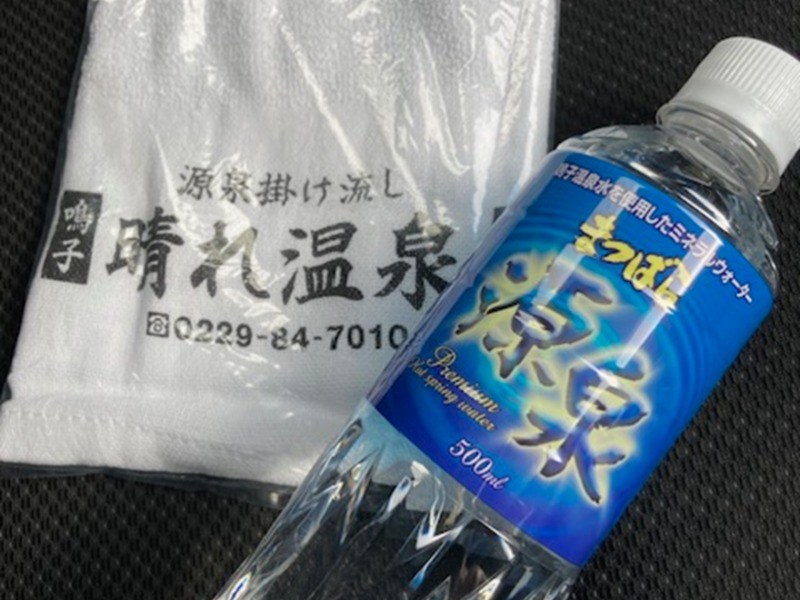 源泉掛け流し
鳴子
晴れ温泉
☎0229-84-7010
鳴子温泉水を使用したミネラルウォーター
まつばら
源泉
Premium
Hot spring water
500ml